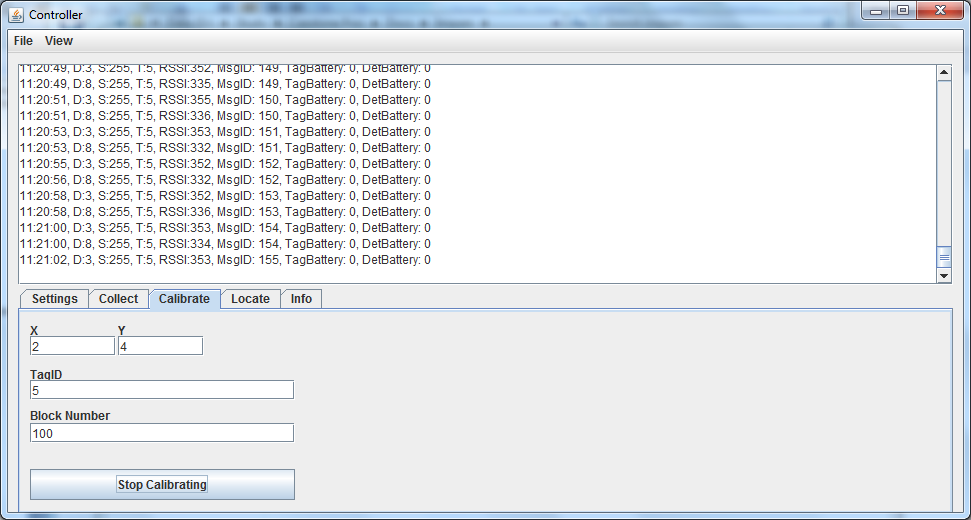 Controller
File View
11:20:49, D:3, S:255, T:5, RSSI:352, MsgID: 149, TagBattery: 0, DetBattery: 0
11:20:49, D:8, S:255, T:5, RSSI:335, MsgID: 149, TagBattery: 0, DetBattery: 0
11:20:51, D:3, S:255, T:5, RSSI:355, MsgID: 150, TagBattery: 0, DetBattery: 0
11:20:51, D:8, S:255, T:5, RSSI:336, MsgID: 150, TagBattery: 0, DetBattery: 0
11:20:53, D:3, S:255, T:5, RSSI:353, MsgID: 151, TagBattery: 0, DetBattery: 0
11:20:53, D:8, S:255, T:5, RSSI:332, MsgID: 151, TagBattery: 0, DetBattery: 0
11:20:55, D:3, S:255, T:5, RSSI:352, MsgID: 152, TagBattery: 0, DetBattery: 0
11:20:56, D:8, S:255, T:5, RSSI:332, MsgID: 152, TagBattery: 0, DetBattery: 0
11:20:58, D:3, S:255, T:5, RSSI:352, MsgID: 153, TagBattery: 0, DetBattery: 0
11:20:58, D:8, S:255, T:5, RSSI:336, MsgID: 153, TagBattery: 0, DetBattery: 0
11:21:00, D:3, S:255, T:5, RSSI:353, MsgID: 154, TagBattery: 0, DetBattery: 0
11:21:00, D:8, S:255, T:5, RSSI:334, MsgID: 154, TagBattery: 0, DetBattery: 0
11:21:02, D:3, S:255, T:5, RSSI:353, MsgID: 155, TagBattery: 0, DetBattery: 0
Settings Collect Calibrate Locate Info
X Y
2 4
TagID
5
Block Number
100
Stop Calibrating